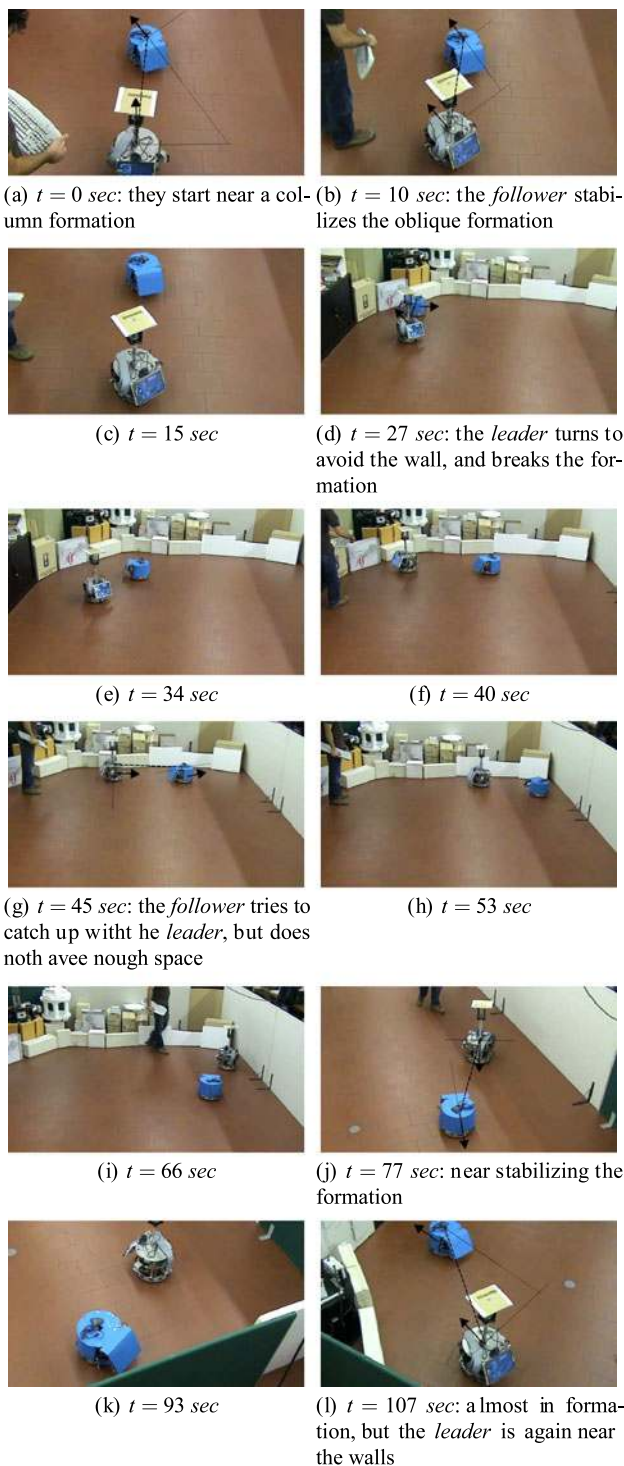 (a) t = 0 sec: they start near a col-
umn formation
(b) t = 10 sec: the follower stabi-
lizes the oblique formation
(c) t = 15 sec
(d) t = 27 sec: the leader turns to
avoid the wall, and breaks the for-
mation
(e) t = 34 sec
(f) t = 40 sec
(g) t = 45 sec: the follower tries to
catch up witht he leader, but does
noth avee nough space
(h) t = 53 sec
(i) t = 66 sec
(j) t = 77 sec: near stabilizing the
formation
(k) t = 93 sec
(l) t = 107 sec: a lmost in forma-
tion, but the leader is again near
the walls